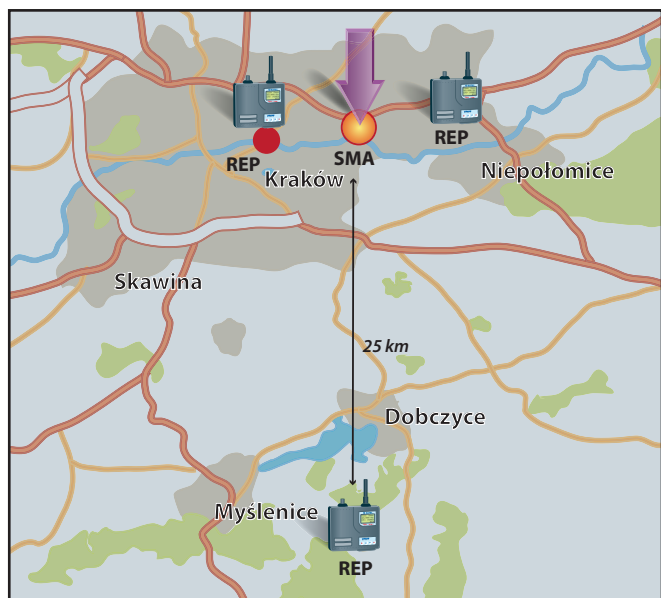 REP
SMA
REP
Kraków
Niepołomice
Skawina
25 km
Dobczyce
Myślenice
REP